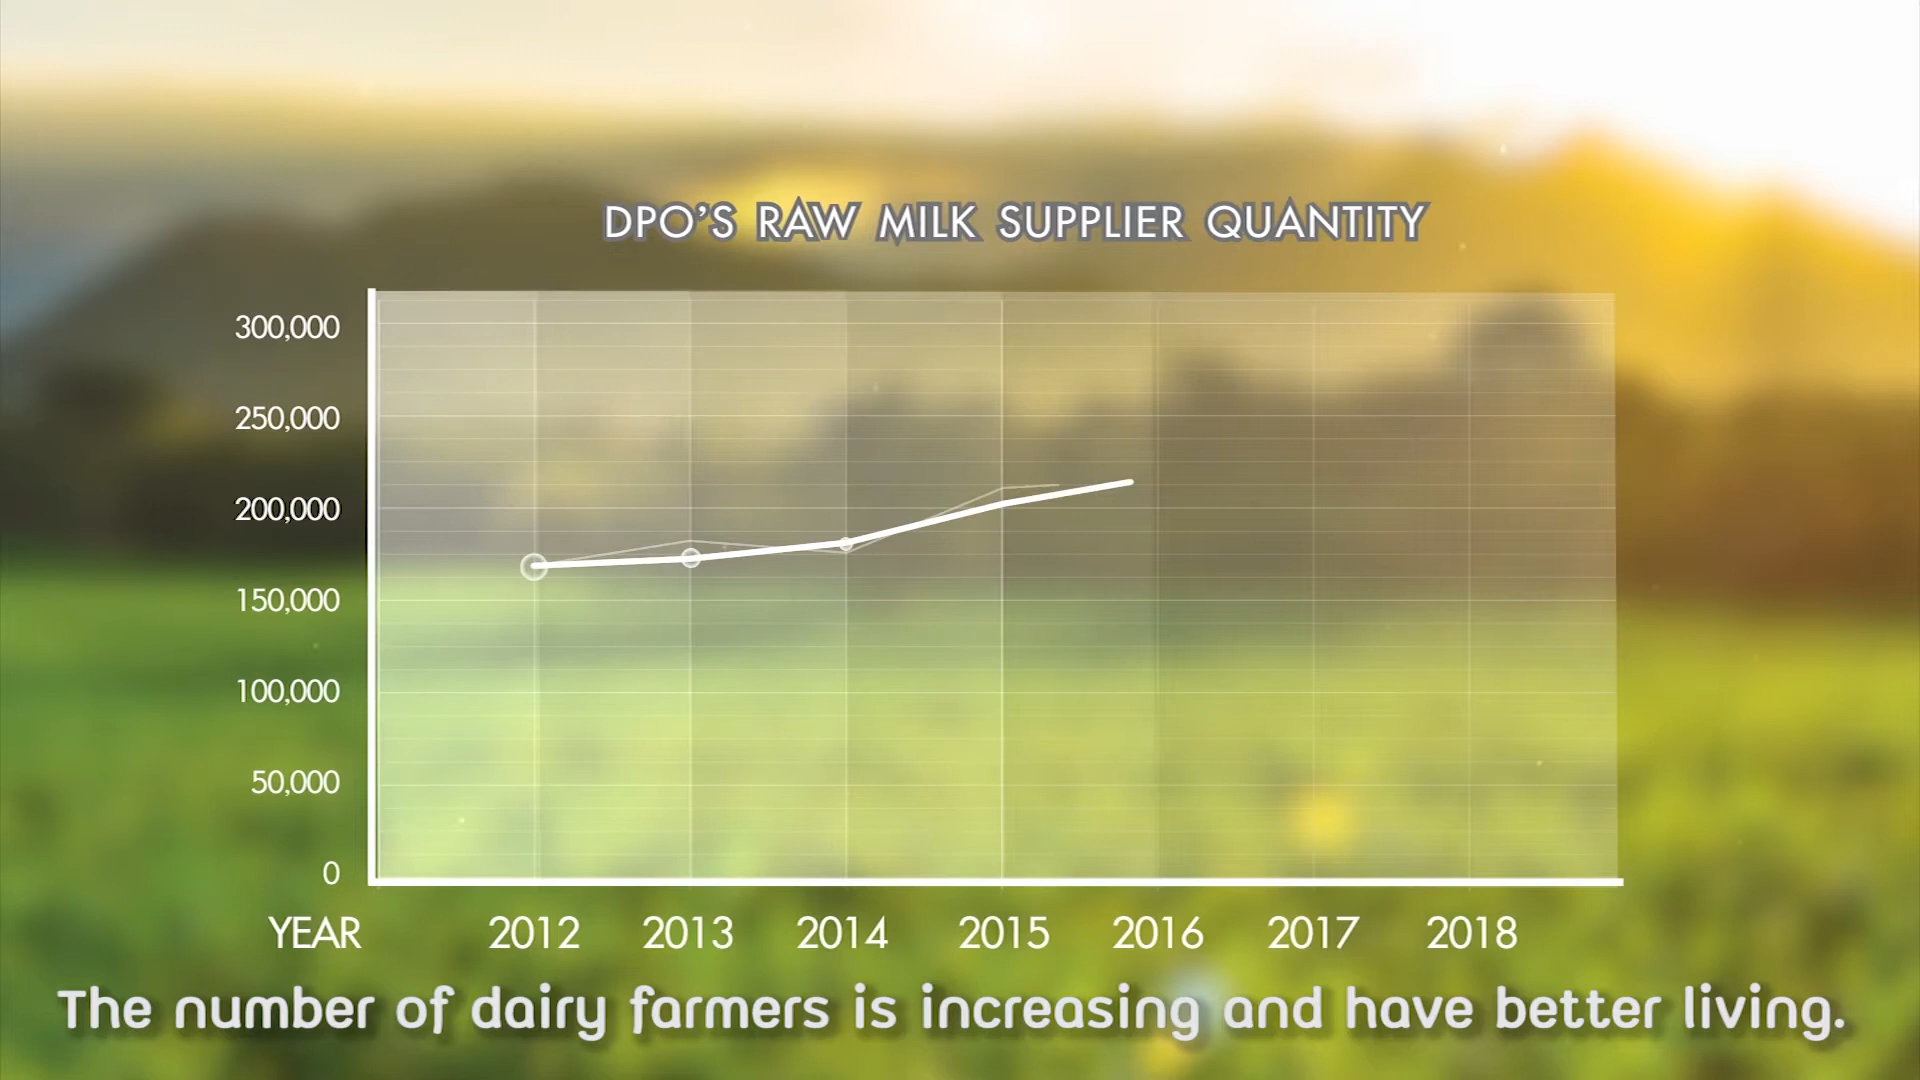 DPO'S RAW MILK SUPPLIER QUANTITY
300,000
250,000
200,000
150,000
100,000
50,000
0
YEAR 2012 2013 2014 2015 2016 2017 2018
The number of dairy farmers is increasing and have better living.